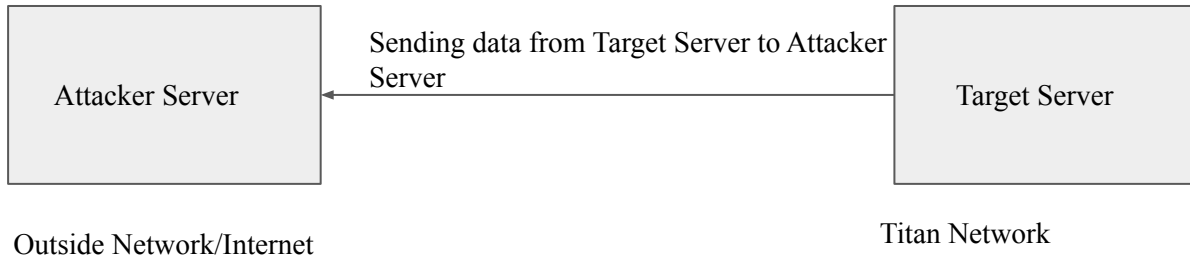 Sending data from Target Server to Attacker
Server
Attacker Server
Target Server
Outside Network/Internet
Titan Network